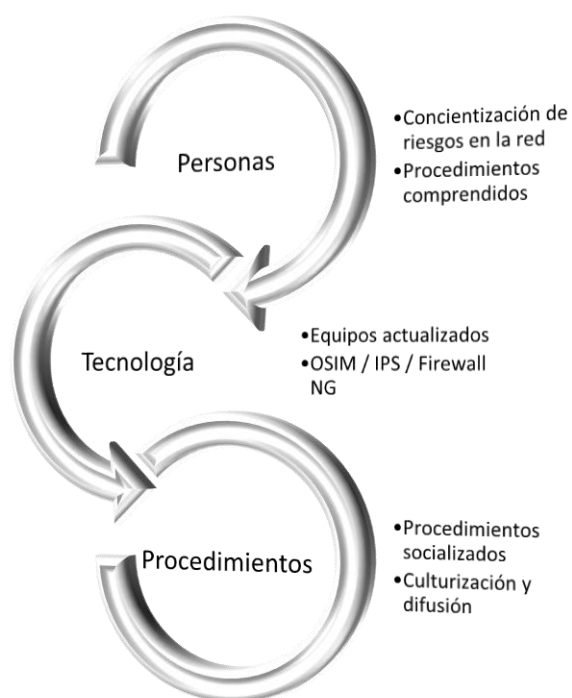 Personas
•Concientización de
riesgos en la red
•Procedimientos
comprendidos
Tecnología
•Equipos actualizados
•OSIM / IPS / Firewall
NG
Procedimientos
•Procedimientos
socializados
•Culturización y
difusión